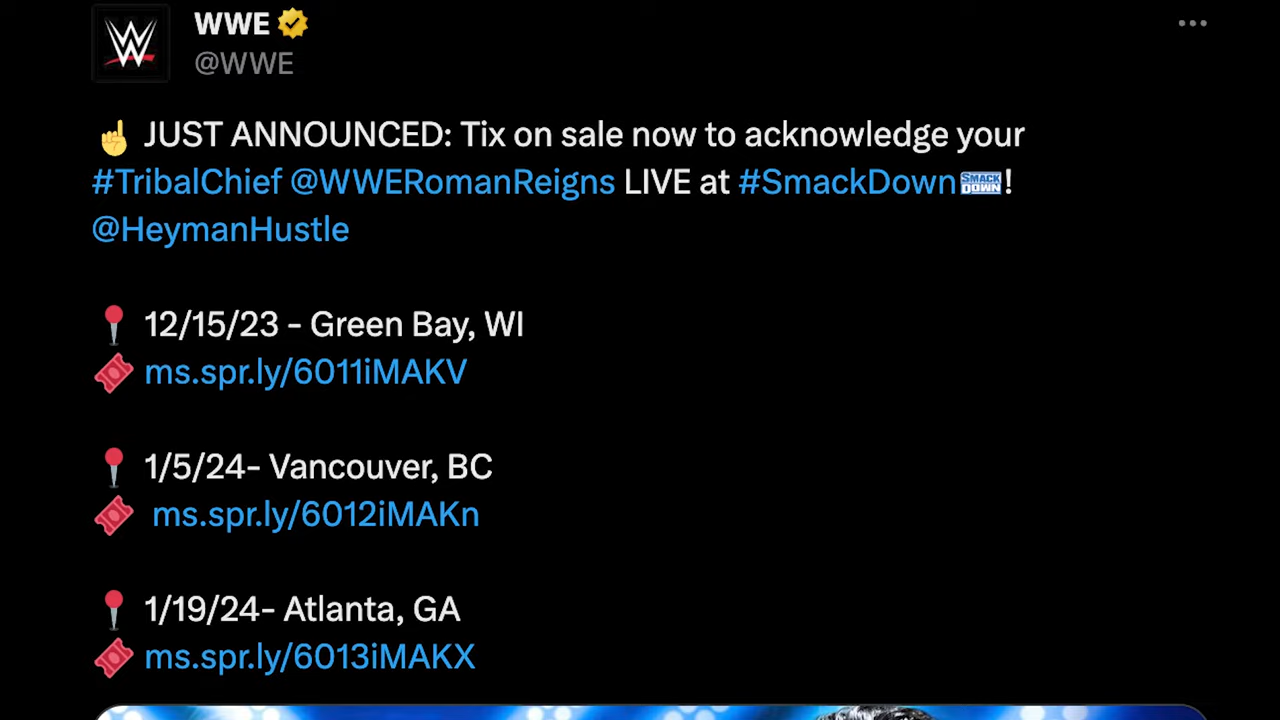 WWE
@WWE
☝️ JUST ANNOUNCED: Tix on sale now to acknowledge your
#TribalChief @WWERomanReigns LIVE at #SmackDown SMACK DOWN!
@HeymanHustle
📍 12/15/23 - Green Bay, WI
🎟️ ms.spr.ly/6011iMAKV
📍 1/5/24- Vancouver, BC
🎟️ ms.spr.ly/6012iMAKn
📍 1/19/24- Atlanta, GA
🎟️ ms.spr.ly/6013iMAKX